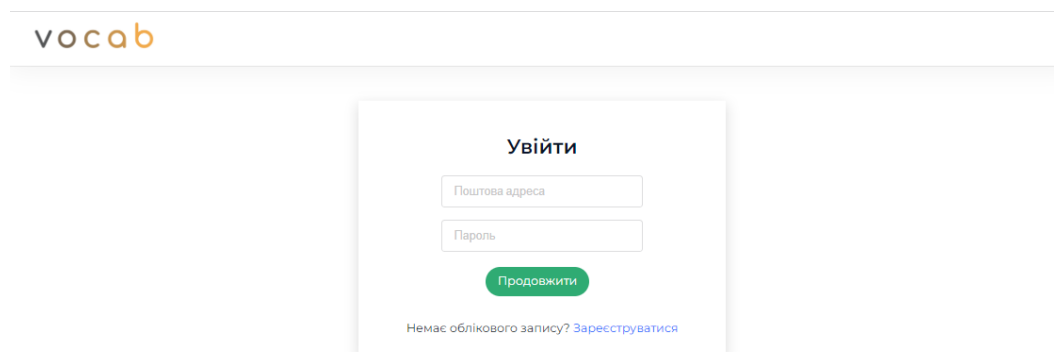 vocab
Увійти
Поштова адреса
Пароль
Продовжити
Немає облікового запису? Зареєструватися